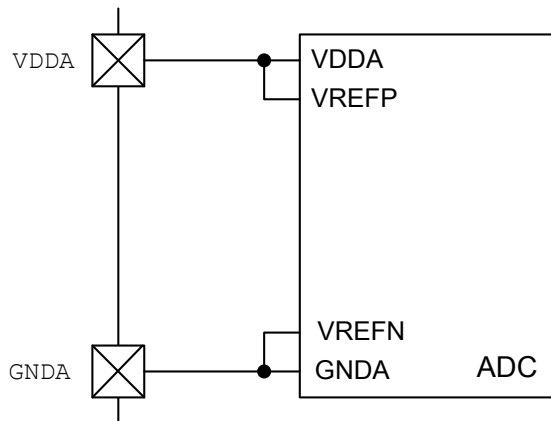 VDDA
VDDA
VREFP
VREFN
GNDA
GNDA
ADC